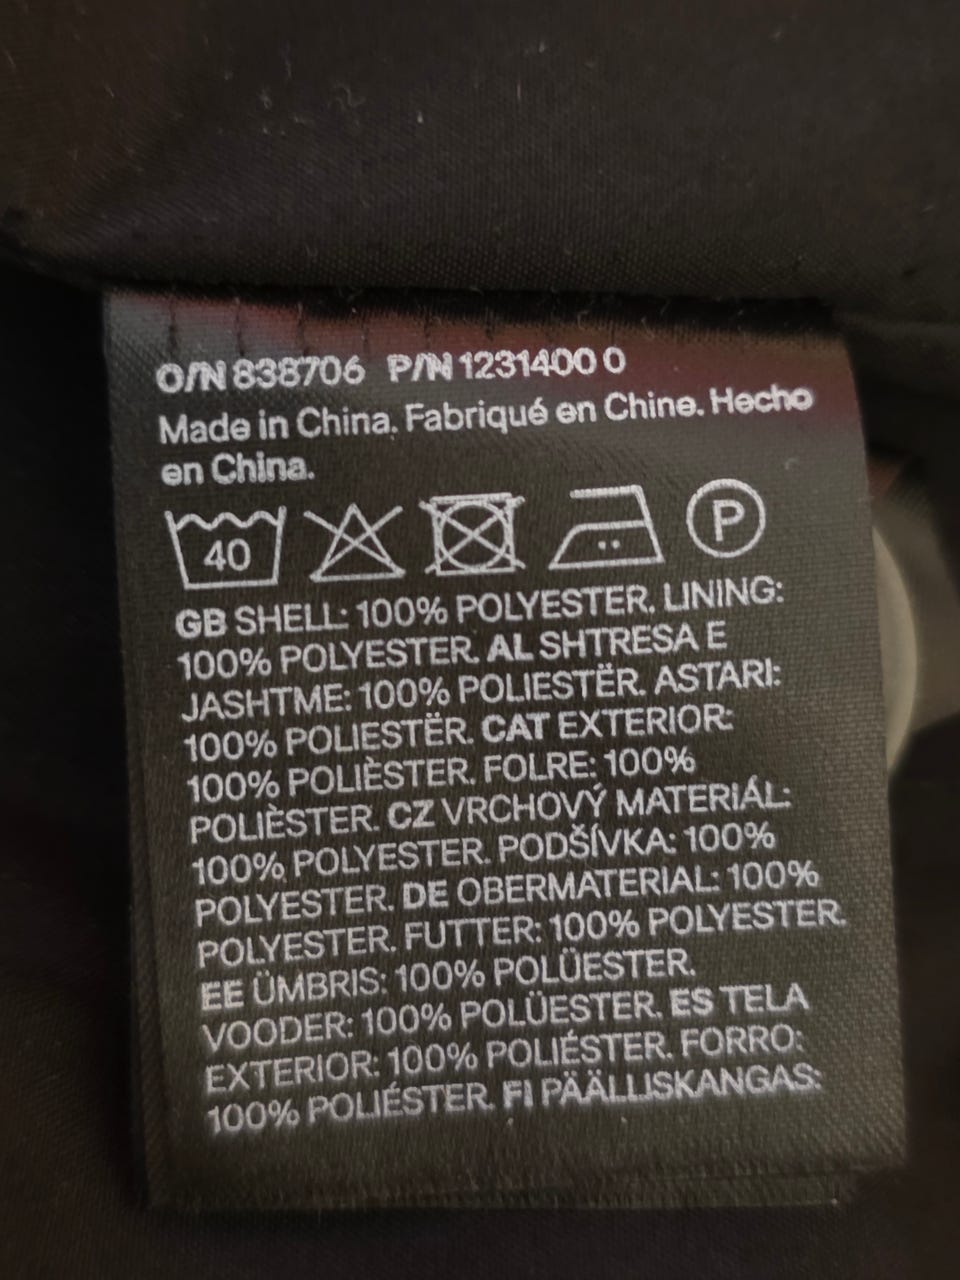 O/N 838706 P/N 1231400 0
Made in China. Fabriqué en Chine. Hecho
en China.
40 P
GB SHELL: 100% POLYESTER. LINING:
100% POLYESTER. AL SHTRESA E
JASHTME: 100% POLIESTËR. ASTARI:
100% POLIESTËR. CAT EXTERIOR:
100% POLIÈSTER. FOLRE: 100%
POLIÈSTER. CZ VRCHOVÝ MATERIÁL:
100% POLYESTER. PODŠÍVKA: 100%
POLYESTER. DE OBERMATERIAL: 100%
POLYESTER. FUTTER: 100% POLYESTER.
EE ÜMBRIS: 100% POLÜESTER.
VOODER: 100% POLÜESTER. ES TELA
EXTERIOR: 100% POLIÉSTER. FORRO:
100% POLIÉSTER. FI PÄÄLLISKANGAS: